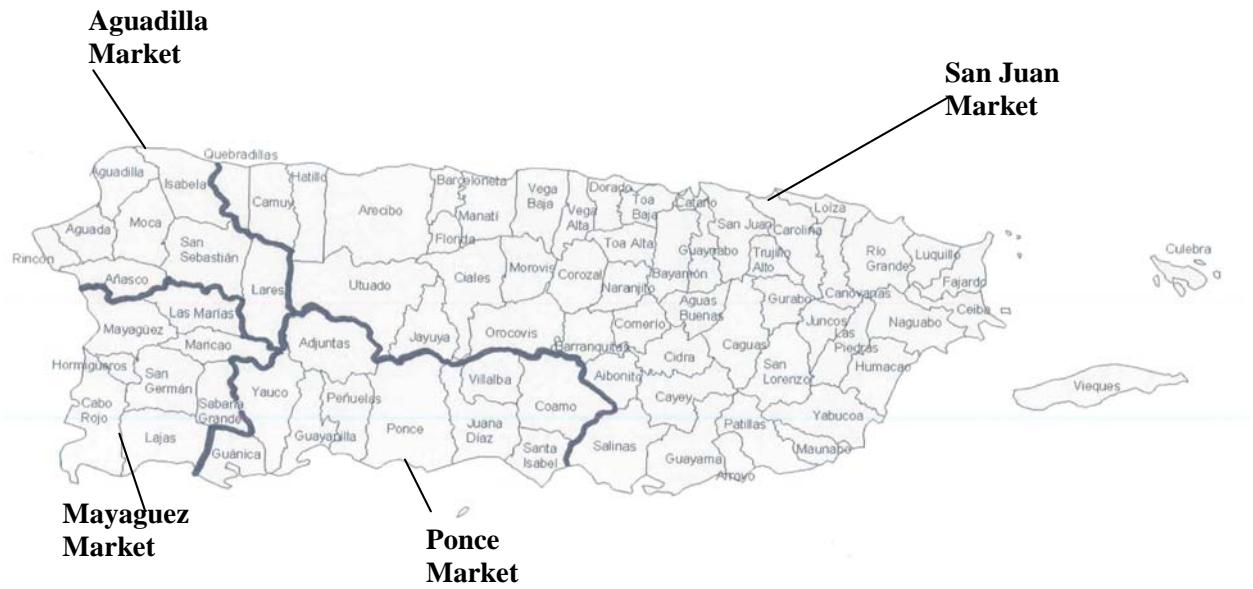 Aguadilla
Market
San Juan
Market
Quebradillas
Aguadilla
Isabela
Camuy
Hatillo
Arecibo
Barceloneta
Manatí
Florida
Vega
Baja
Vega
Alta
Dorado
Toa
Baja
Cataño
San Juan
Carolina
Loíza
Aguada
Moca
San
Sebastián
Toa Alta
Guaynabo
Trujillo
Alto
Río
Grande
Luquillo
Culebra
Rincón
Añasco
Lares
Utuado
Ciales
Morovis
Corozal
Naranjito
Bayamón
Gurabo
Canóvanas
Fajardo
Ceiba
Mayagüez
Las Marías
Maricao
Adjuntas
Jayuya
Orocovis
Barranquitas
Comerío
Aguas
Buenas
Caguas
Juncos
Las
Piedras
Naguabo
Hormigueros
San
Germán
Sabana
Grande
Yauco
Peñuelas
Villalba
Coamo
Aibonito
Cidra
Cayey
San
Lorenzo
Humacao
Vieques
Cabo
Rojo
Lajas
Guánica
Guayanilla
Ponce
Juana
Díaz
Santa
Isabel
Salinas
Guayama
Patillas
Arroyo
Yabucoa
Maunabo
Mayaguez
Market
Ponce
Market